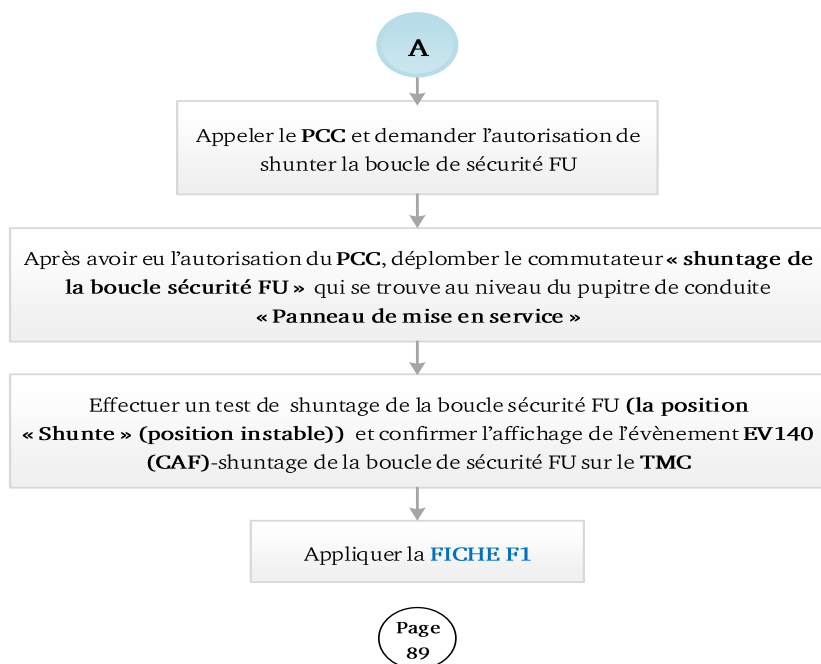 A
Appeler le PCC et demander l'autorisation de
shunter la boucle de sécurité FU
Après avoir eu l'autorisation du PCC, déplomber le commutateur « shuntage de
la boucle sécurité FU » qui se trouve au niveau du pupitre de conduite
« Panneau de mise en service »
Effectuer un test de shuntage de la boucle sécurité FU (la position
« Shunte » (position instable)) et confirmer l'affichage de l'évènement EV140
(CAF)-shuntage de la boucle de sécurité FU sur le TMC
Appliquer la FICHE F1
Page
89